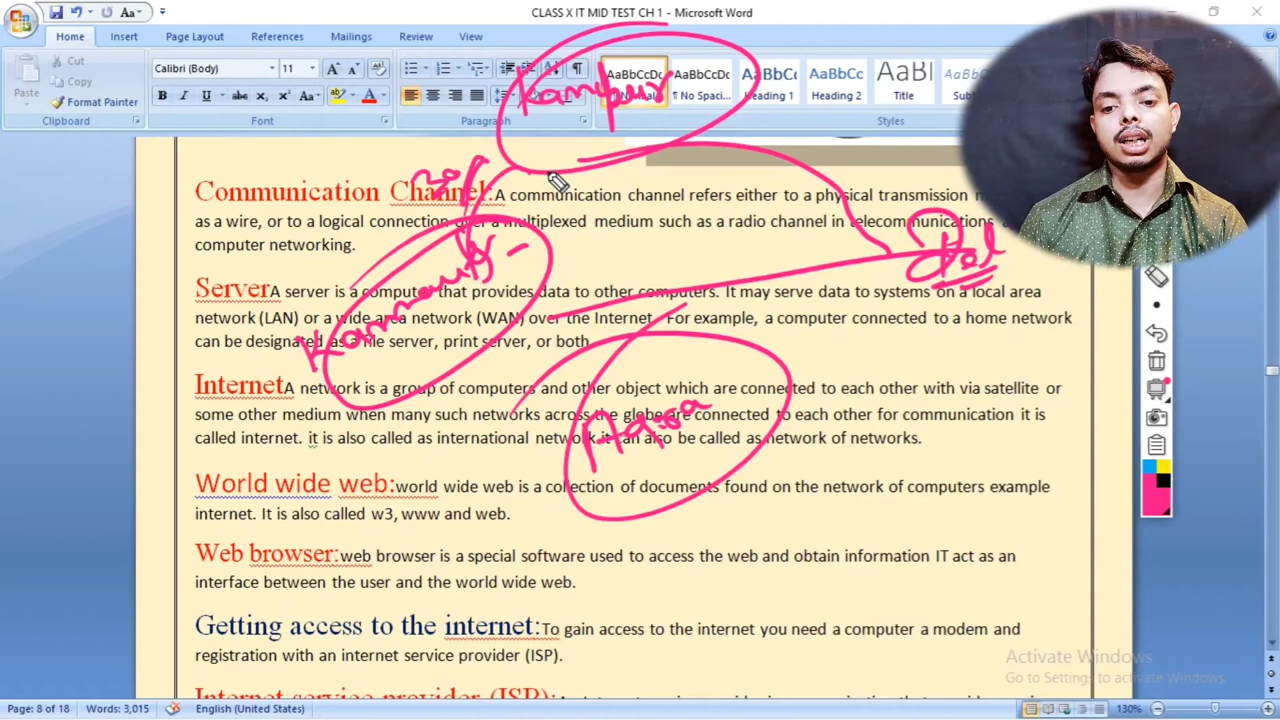 CLASS X IT MID TEST CH 1 - Microsoft Word
Home Insert Page Layout References Mailings Review View
Cut
Copy
Paste
Format Painter
Clipboard
Calibri (Body) 11
Font
Paragraph
AaBbCcDc AaBbCcDc AaBbCc AaBbCc
¶ No Spaci... Heading 1 Heading 2 Title
Styles
Kanpur
Communication Channel: A communication channel refers either to a physical transmission
as a wire, or to a logical connection over a multiplexed medium such as a radio channel in telecommunications
computer networking.
Del
Server A server is a computer that provides data to other computers. It may serve data to systems on a local area
network (LAN) or a wide area network (WAN) over the Internet. For example, a computer connected to a home network
can be designated as a file server, print server, or both.
Internet A network is a group of computers and other object which are connected to each other with via satellite or
some other medium when many such networks across the globe are connected to each other for communication it is
called internet. it is also called as international network it can also be called as network of networks.
Agra
World wide web: world wide web is a collection of documents found on the network of computers example
internet. It is also called w3, www and web.
Web browser: web browser is a special software used to access the web and obtain information IT act as an
interface between the user and the world wide web.
Getting access to the internet: To gain access to the internet you need a computer a modem and
registration with an internet service provider (ISP).
Internet service provider (ISP):
Activate Windows
Go to Settings to activate Windows.
Page: 8 of 18 Words: 3,015 English (United States) 130%